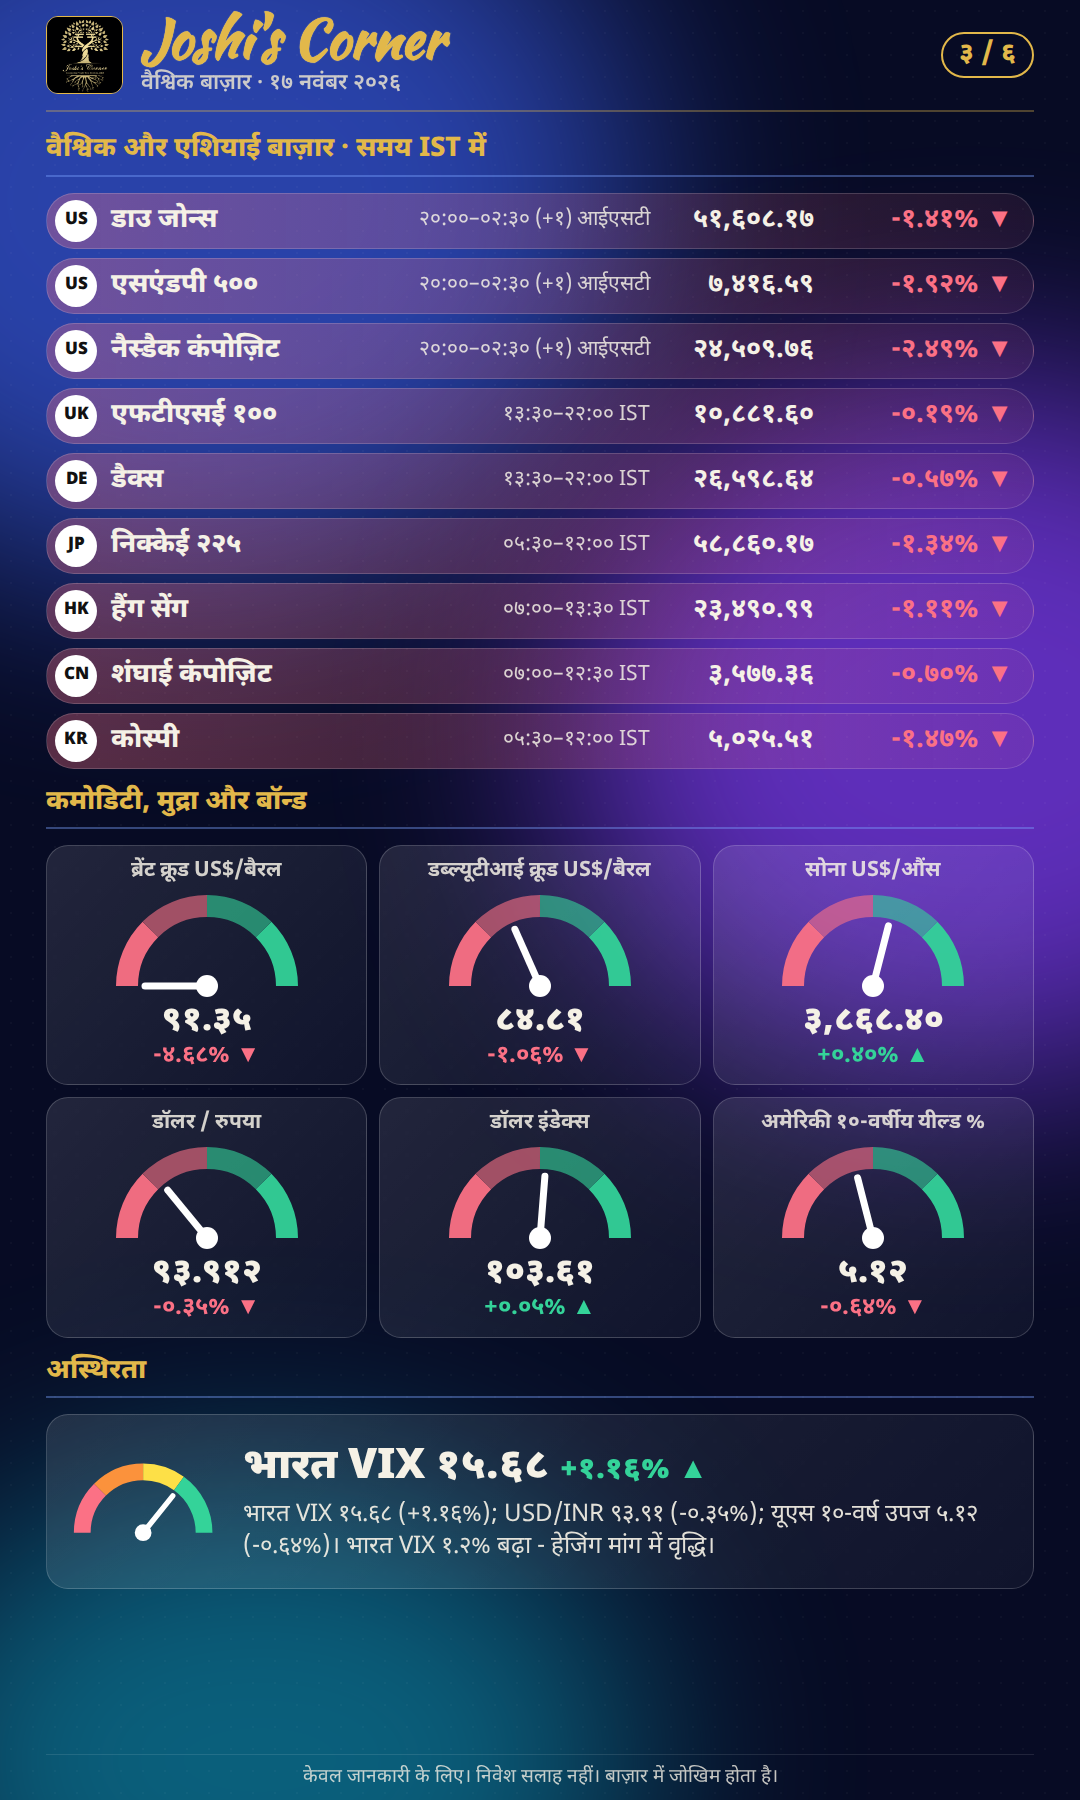 Joshi's Corner
वैश्विक बाज़ार · १७ नवंबर २०२६
३ / ६
वैश्विक और एशियाई बाज़ार · समय IST में
US डाउ जोन्स २०:००–०२:३० (+१) आईएसटी ५१,६०८.१७ -१.४१% ▼
US एसएंडपी ५०० २०:००–०२:३० (+१) आईएसटी ७,४१६.५९ -१.९२% ▼
US नैस्डैक कंपोज़िट २०:००–०२:३० (+१) आईएसटी २४,५०९.७६ -२.४९% ▼
UK एफटीएसई १०० १३:३०–२२:०० IST १०,८८१.६० -०.१९% ▼
DE डैक्स १३:३०–२२:०० IST २६,५९८.६४ -०.५७% ▼
JP निक्केई २२५ ०५:३०–१२:०० IST ५८,८६०.१७ -१.३४% ▼
HK हैंग सेंग ०७:००–१३:३० IST २३,४९०.९९ -१.११% ▼
CN शंघाई कंपोज़िट ०७:००–१२:३० IST ३,५७७.३६ -०.७०% ▼
KR कोस्पी ०५:३०–१२:०० IST ५,०२५.५१ -१.४७% ▼
कमोडिटी, मुद्रा और बॉन्ड
ब्रेंट क्रूड US$/बैरल
९१.३५
-४.६८% ▼
डब्ल्यूटीआई क्रूड US$/बैरल
८४.८१
-१.०६% ▼
सोना US$/औंस
३,८६८.४०
+०.४०% ▲
डॉलर / रुपया
९३.९१२
-०.३५% ▼
डॉलर इंडेक्स
१०३.६१
+०.०५% ▲
अमेरिकी १०-वर्षीय यील्ड %
५.१२
-०.६४% ▼
अस्थिरता
भारत VIX १५.६८ +१.१६% ▲
भारत VIX १५.६८ (+१.१६%); USD/INR ९३.९१ (-०.३५%); यूएस १०-वर्ष उपज ५.१२
(-०.६४%)। भारत VIX १.२% बढ़ा - हेजिंग मांग में वृद्धि।
केवल जानकारी के लिए। निवेश सलाह नहीं। बाज़ार में जोखिम होता है।